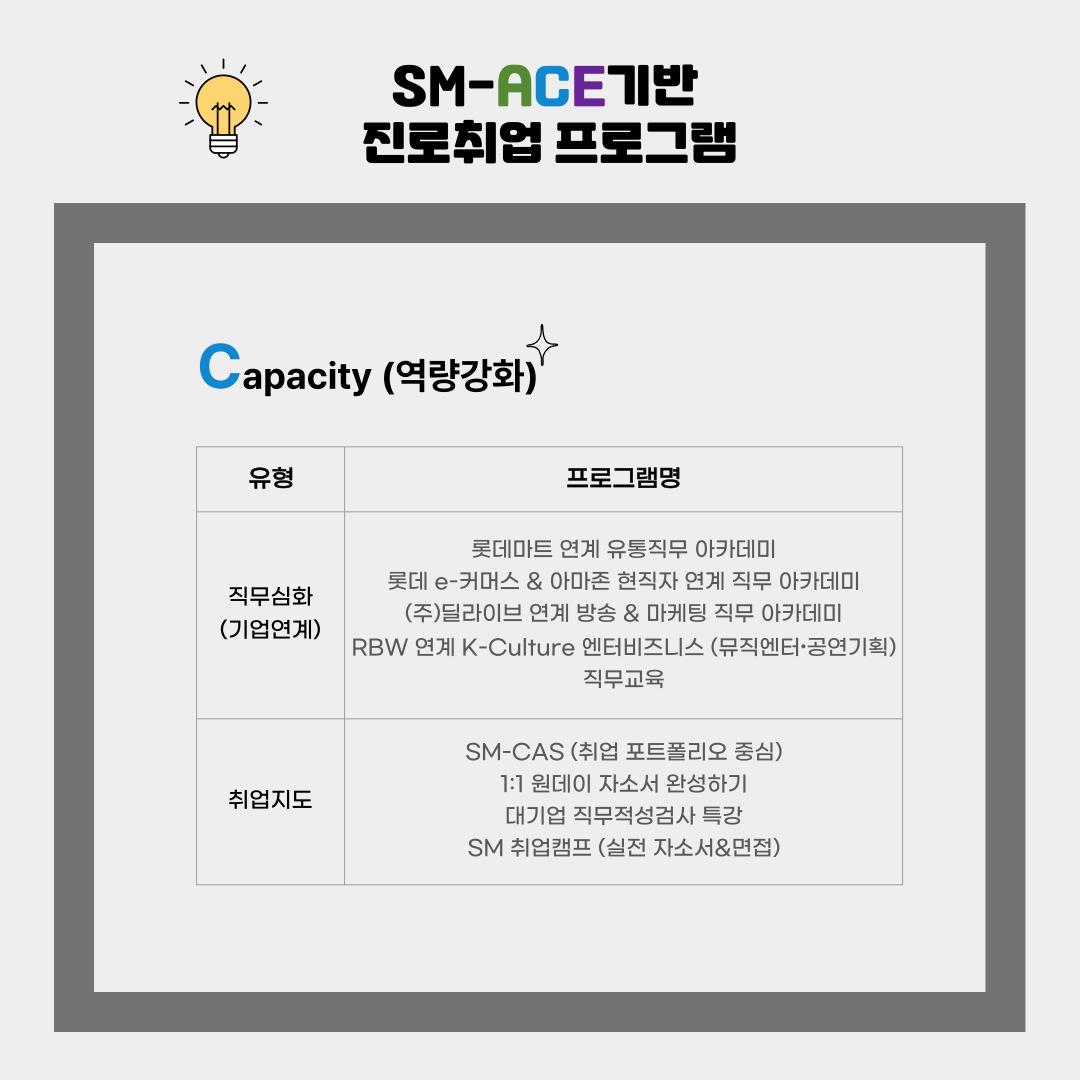 SM-ACE기반
진로취업 프로그램
Capacity (역량강화)
유형
프로그램명
직무심화
(기업연계)
롯데마트 연계 유통직무 아카데미
롯데 e-커머스 & 아마존 현직자 연계 직무 아카데미
(주)딜라이브 연계 방송 & 마케팅 직무 아카데미
RBW 연계 K-Culture 엔터비즈니스 (뮤직엔터·공연기획)
직무교육
취업지도
SM-CAS (취업 포트폴리오 중심)
1:1 원데이 자소서 완성하기
대기업 직무적성검사 특강
SM 취업캠프 (실전 자소서&면접)